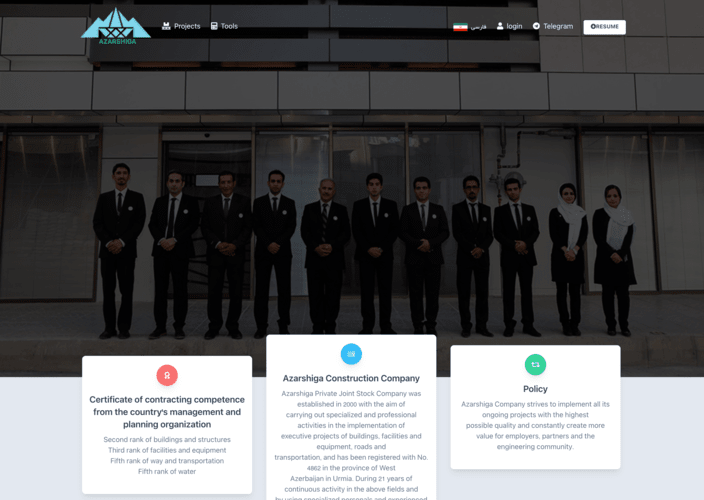 AZARSHIGA
Projects
Tools
فارسی
login
Telegram
RESUME
Certificate of contracting competence
from the country's management and
planning organization
Second rank of buildings and structures
Third rank of facilities and equipment
Fifth rank of way and transportation
Fifth rank of water
Azarshiga Construction Company
Azarshiga Private Joint Stock Company was
established in 2000 with the aim of
carrying out specialized and professional
activities in the implementation of
executive projects of buildings, facilities and
equipment, roads and
transportation, and has been registered with No.
4862 in the province of West
Azerbaijan in Urmia. During 21 years of
continuous activity in the above fields and
by using specialized personals and experienced
Policy
Azarshiga Company strives to implement all its
ongoing projects with the highest
possible quality and constantly create more
value for employers, partners and the
engineering community.